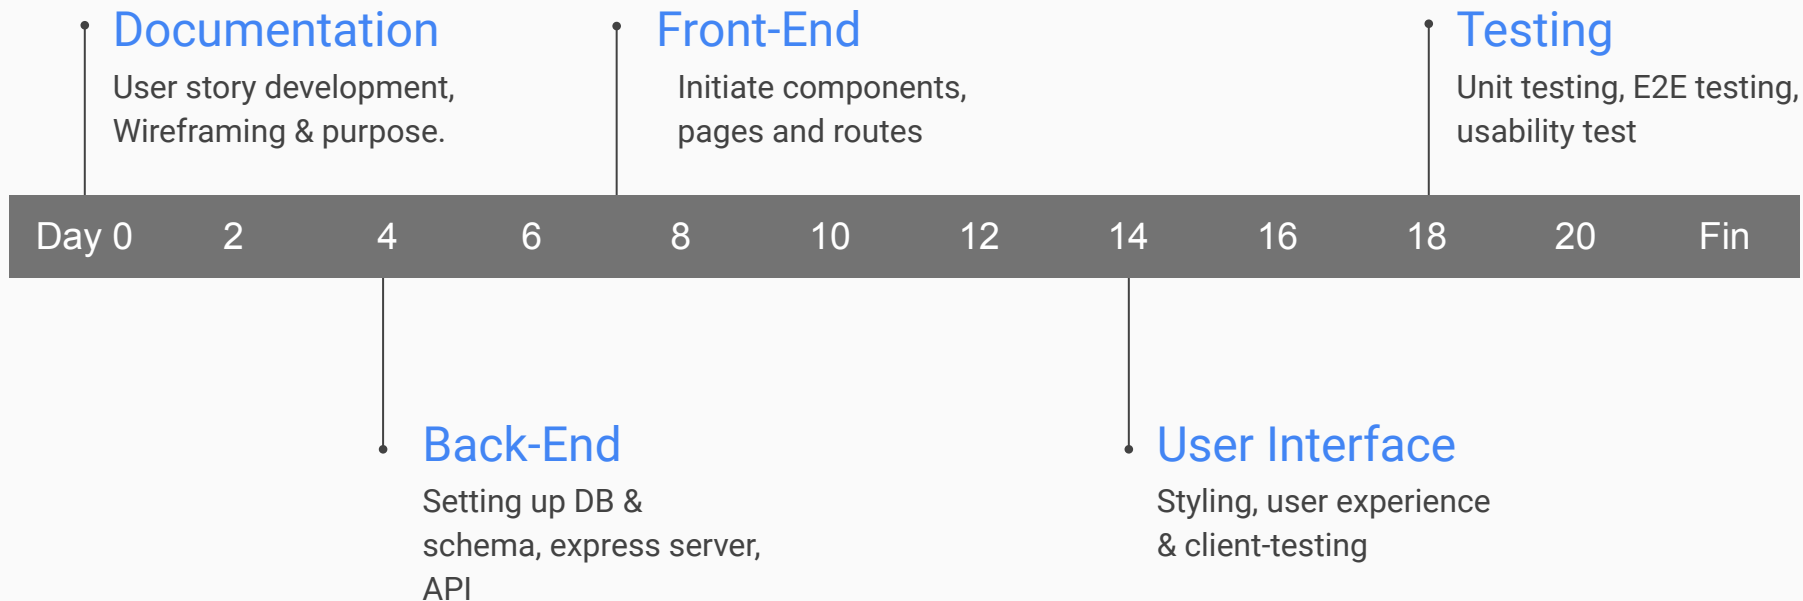 Documentation
User story development,
Wireframing & purpose.
Front-End
Initiate components,
pages and routes
Testing
Unit testing, E2E testing,
usability test
Day 0 2 4 6 8 10 12 14 16 18 20 Fin
Back-End
Setting up DB &
schema, express server,
API
User Interface
Styling, user experience
& client-testing